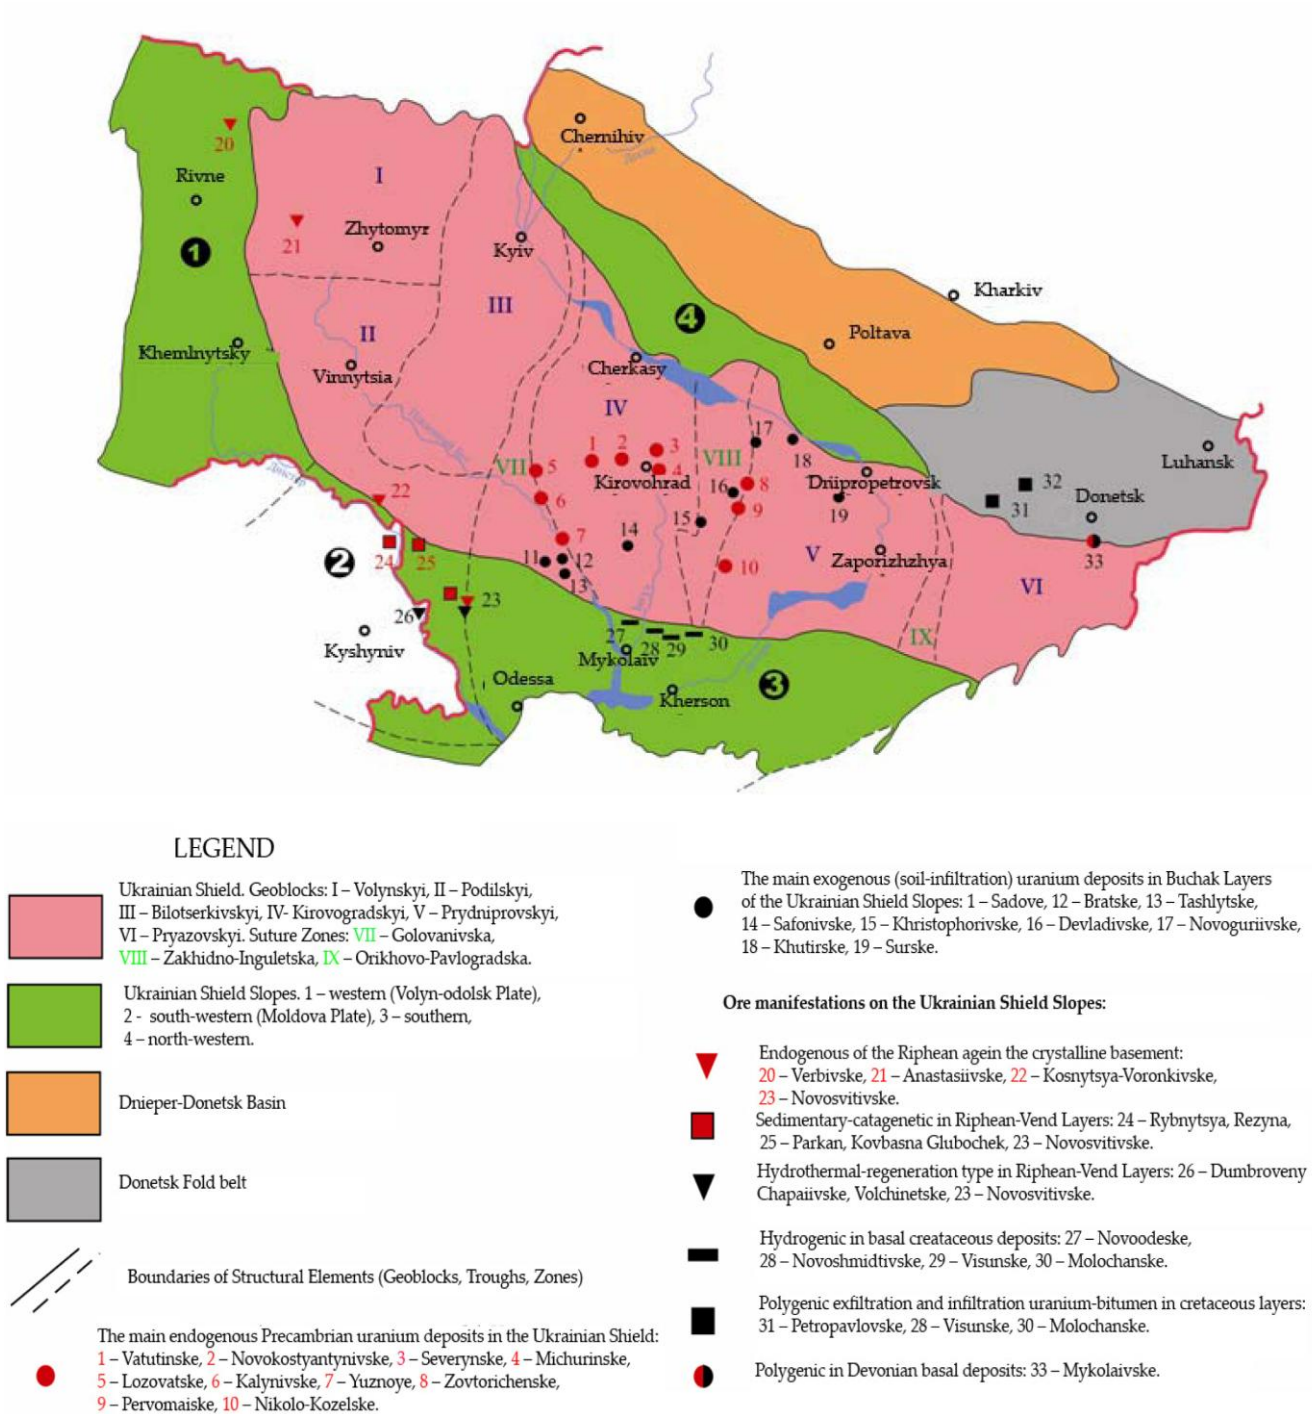 Chernihiv
20
Rivne
I
Zhytomyr
21
Kyiv
1
III
Kharkiv
4
II
Poltava
Khemlnytsky
Vinnytsia
Cherkasy
IV
17
1
2
3
VIII
18
Luhansk
VII
5
4
Kirovohrad
16
8
Driipropetrovsk
32
Donetsk
22
6
9
19
31
15
7
14
2
24
25
11
12
13
10
V
Zaporizhzhya
33
VI
23
26
27
28
29
30
IX
Kyshyniv
Mykolaiv
Odessa
Kherson
3
LEGEND
Ukrainian Shield. Geoblocks: I – Volynskyi, II – Podilskyi,
III – Bilotserkivskyi, IV- Kirovogradskyi, V – Prydniprovskyi,
VI – Pryazovskyi. Suture Zones: VII – Golovanivska,
VIII – Zakhidno-Inguletska, IX – Orikhovo-Pavlogradska.
Ukrainian Shield Slopes. 1 – western (Volyn-odolsk Plate),
2 - south-western (Moldova Plate), 3 – southern,
4 – north-western.
Dnieper-Donetsk Basin
Donetsk Fold belt
Boundaries of Structural Elements (Geoblocks, Troughs, Zones)
The main endogenous Precambrian uranium deposits in the Ukrainian Shield:
1 – Vatutinske, 2 – Novokostyantynivske, 3 – Severynske, 4 – Michurinske,
5 – Lozovatske, 6 – Kalynivske, 7 – Yuznoye, 8 – Zovtorichenske,
9 – Pervomaiske, 10 – Nikolo-Kozelske.
The main exogenous (soil-infiltration) uranium deposits in Buchak Layers
of the Ukrainian Shield Slopes: 1 – Sadove, 12 – Bratske, 13 – Tashlytske,
14 – Safonivske, 15 – Khristophorivske, 16 – Devladivske, 17 – Novoguriivske,
18 – Khutirske, 19 – Surske.
Ore manifestations on the Ukrainian Shield Slopes:
Endogenous of the Riphean agein the crystalline basement:
20 – Verbivske, 21 – Anastasiivske, 22 – Kosnytsya-Voronkivske,
23 – Novosvitivske.
Sedimentary-catagenetic in Riphean-Vend Layers: 24 – Rybnytsya, Rezyna,
25 – Parkan, Kovbasna Glubochek, 23 – Novosvitivske.
Hydrothermal-regeneration type in Riphean-Vend Layers: 26 – Dumbroveny
Chapaiivske, Volchinetske, 23 – Novosvitivske.
Hydrogenic in basal creataceous deposits: 27 – Novoodeske,
28 – Novoshmidtivske, 29 – Visunske, 30 – Molochanske.
Polygenic exfiltration and infiltration uranium-bitumen in cretaceous layers:
31 – Petropavlovske, 28 – Visunske, 30 – Molochanske.
Polygenic in Devonian basal deposits: 33 – Mykolaivske.